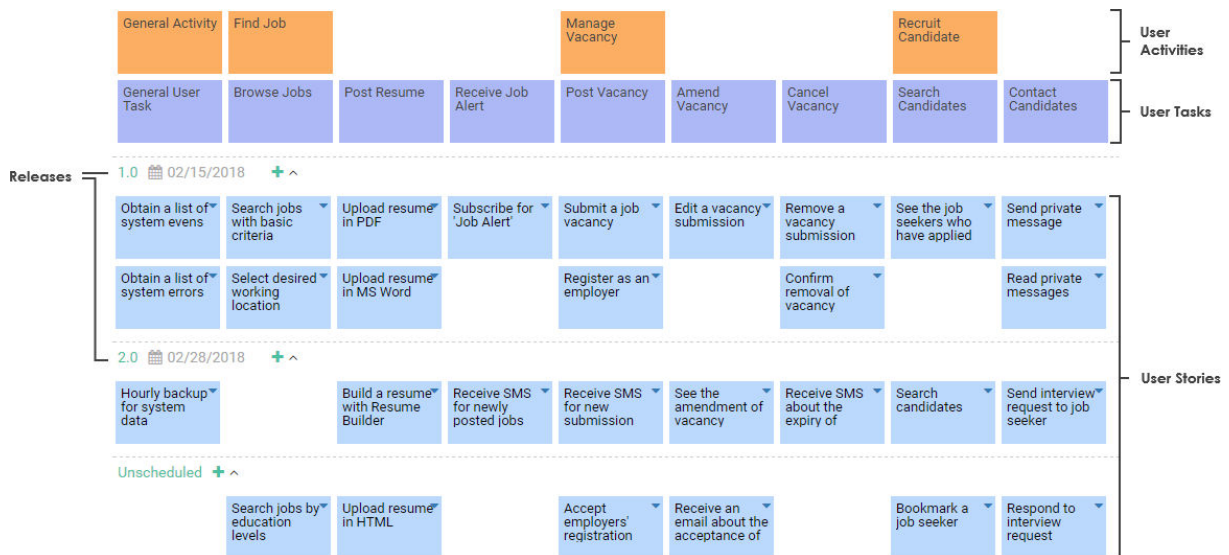 General Activity
Find Job
Manage
Vacancy
Recruit
Candidate
User
Activities
General User
Task
Browse Jobs
Post Resume
Receive Job
Alert
Post Vacancy
Amend
Vacancy
Cancel
Vacancy
Search
Candidates
Contact
Candidates
User Tasks
Releases
1.0 02/15/2018
Obtain a list of
system evens
Search jobs
with basic
criteria
Upload resume
in PDF
Subscribe for
'Job Alert'
Submit a job
vacancy
Edit a vacancy
submission
Remove a
vacancy
submission
See the job
seekers who
have applied
Send private
message
Obtain a list of
system errors
Select desired
working
location
Upload resume
in MS Word
Register as an
employer
Confirm
removal of
vacancy
Read private
messages
2.0 02/28/2018
Hourly backup
for system
data
Build a resume
with Resume
Builder
Receive SMS
for newly
posted jobs
Receive SMS
for new
submission
See the
amendment of
vacancy
Receive SMS
about the
expiry of
Search
candidates
Send interview
request to job
seeker
User Stories
Unscheduled
Search jobs by
education
levels
Upload resume
in HTML
Accept
employers'
registration
Receive an
email about the
acceptance of
Bookmark a
job seeker
Respond to
interview
request